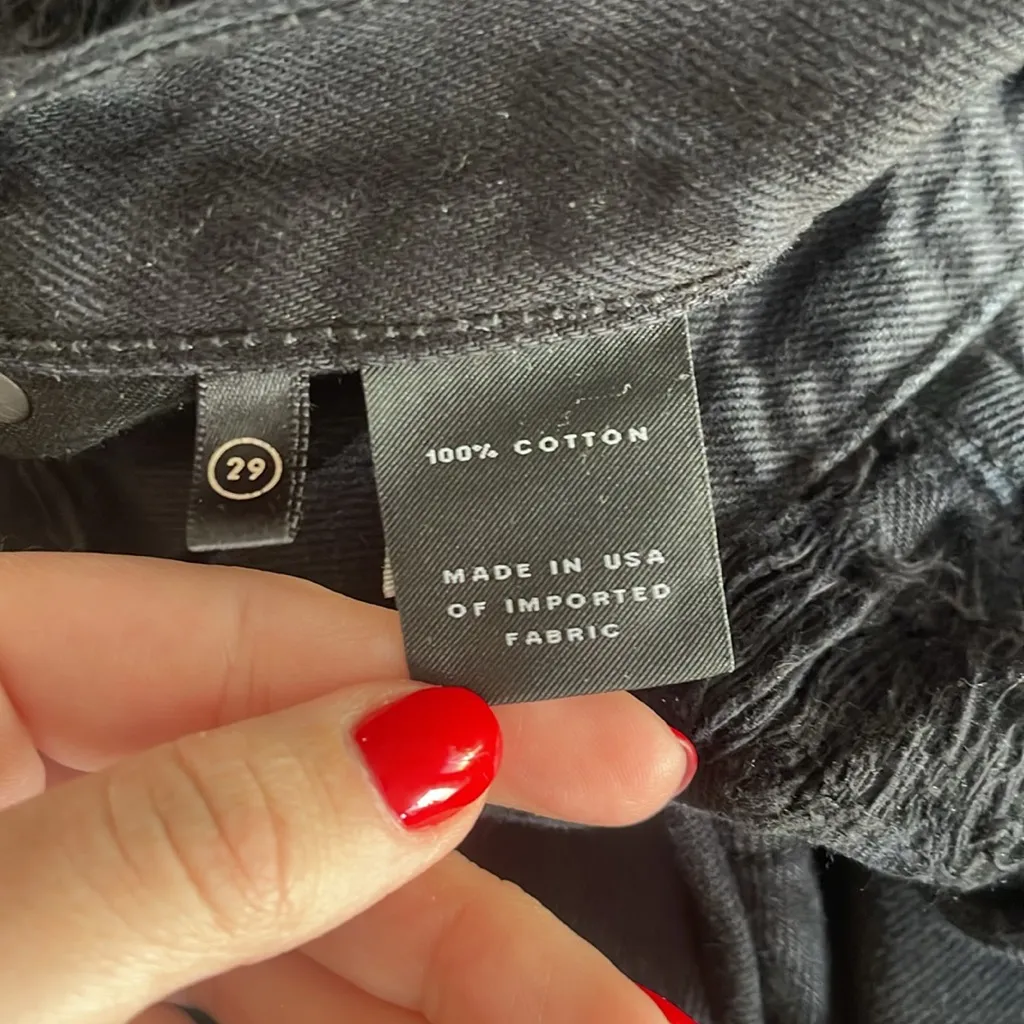 29
100% COTTON
MADE IN USA
OF IMPORTED
FABRIC